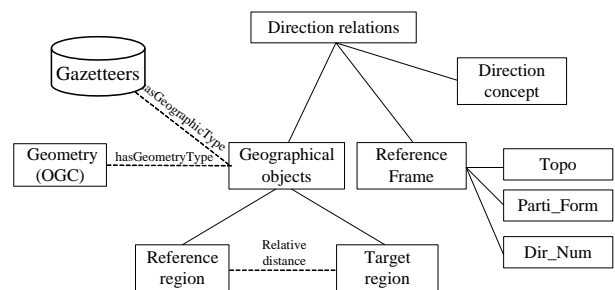 Direction relations
Gazetteers
Direction
concept
hasGeographicType
Geometry
(OGC)
hasGeometryType
Geographical
objects
Reference
Frame
Topo
Parti_Form
Dir_Num
Reference
region
Relative
distance
Target
region